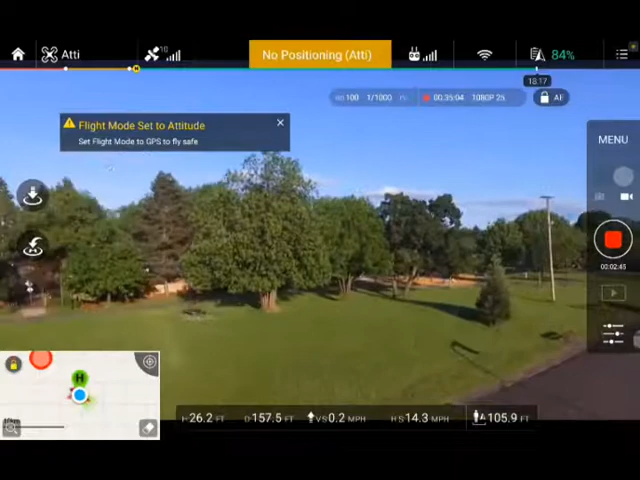 Atti
10
No Positioning (Atti)
84%
18:17
100 1/1000
00:35:04 1080P 25
AE
Flight Mode Set to Attitude
Set Flight Mode to GPS to fly safe
MENU
00:02:45
H
H 26.2 FT D 157.5 FT VS 0.2 MPH HS 14.3 MPH 105.9 FT